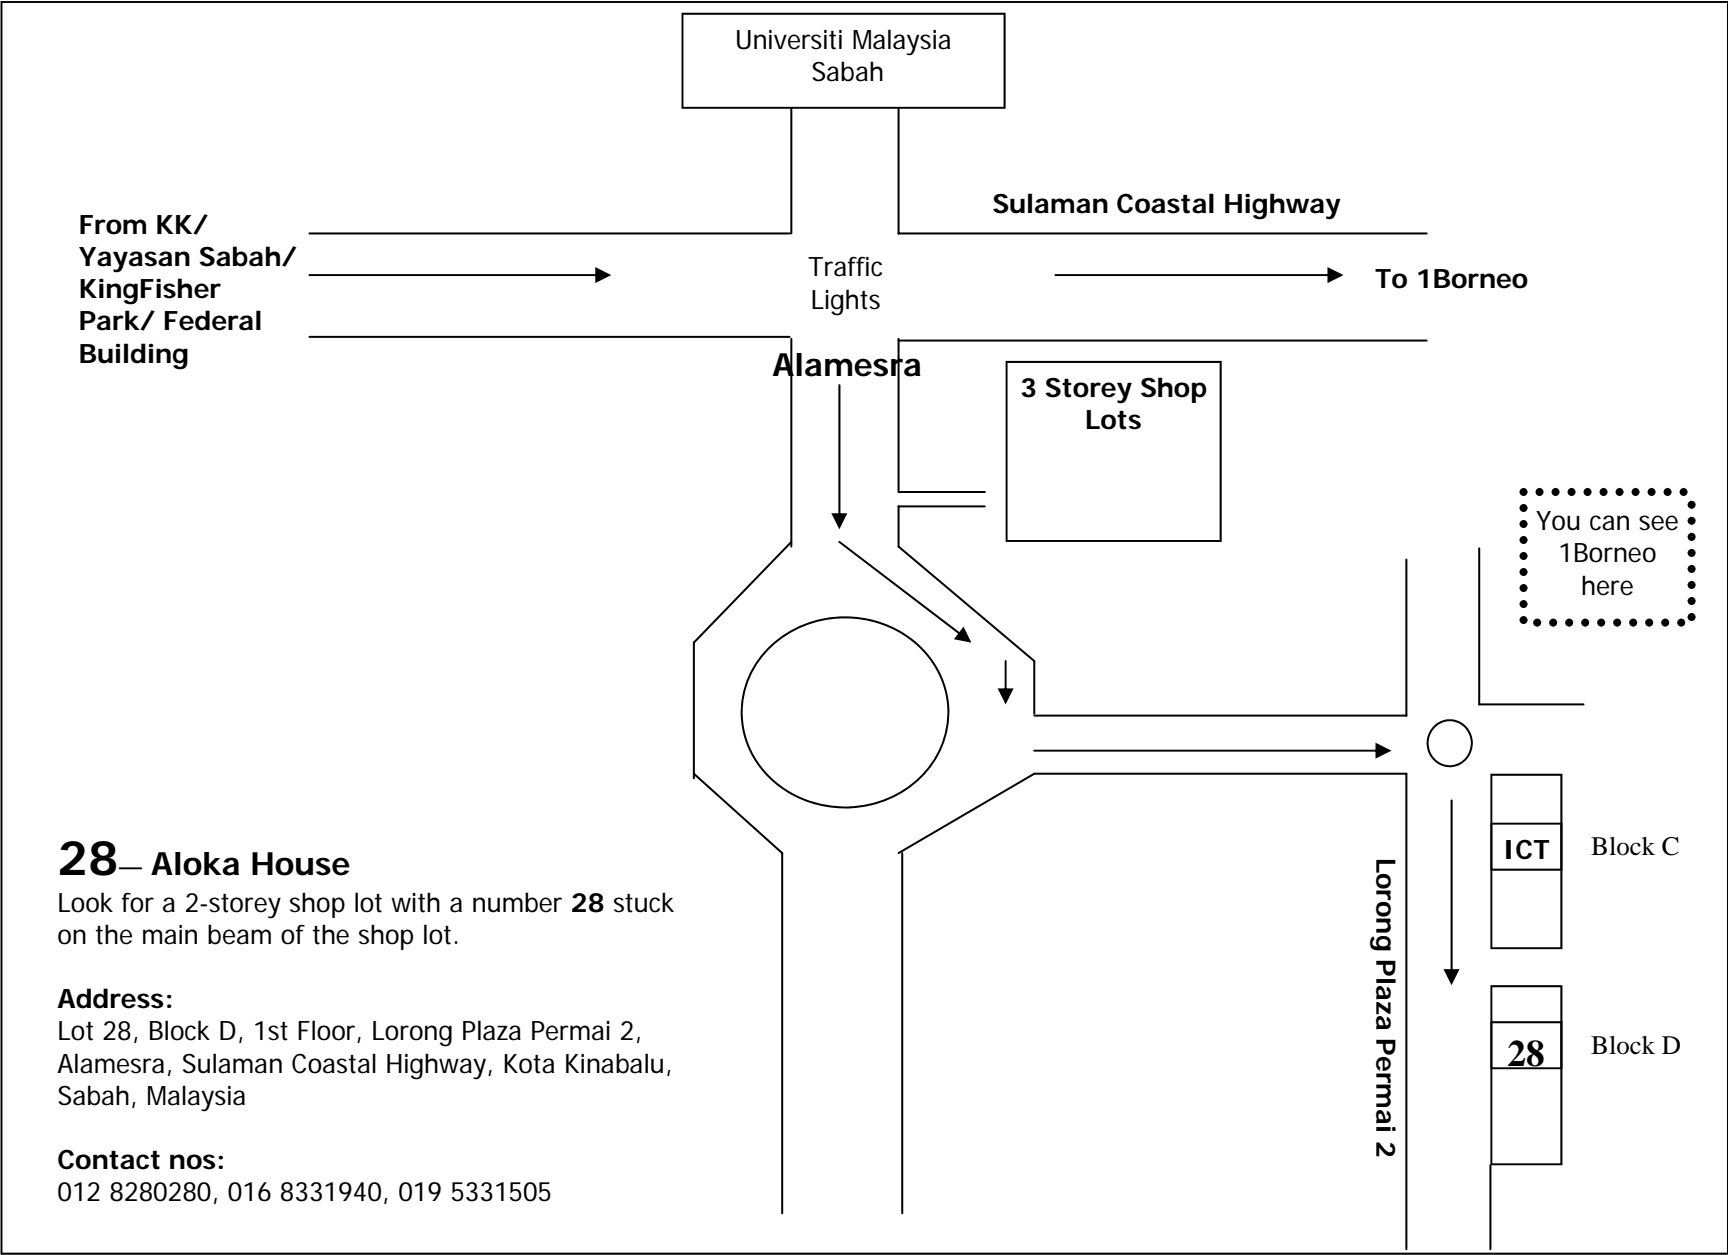 Universiti Malaysia
Sabah
Sulaman Coastal Highway
From KK/
Yayasan Sabah/
KingFisher
Park/ Federal
Building
Traffic
Lights
To 1Borneo
Alamesra
3 Storey Shop
Lots
You can see
1Borneo
here
ICT
Block C
Lorong Plaza Permai 2
28
Block D
28— Aloka House
Look for a 2-storey shop lot with a number 28 stuck
on the main beam of the shop lot.
Address:
Lot 28, Block D, 1st Floor, Lorong Plaza Permai 2,
Alamesra, Sulaman Coastal Highway, Kota Kinabalu,
Sabah, Malaysia
Contact nos:
012 8280280, 016 8331940, 019 5331505